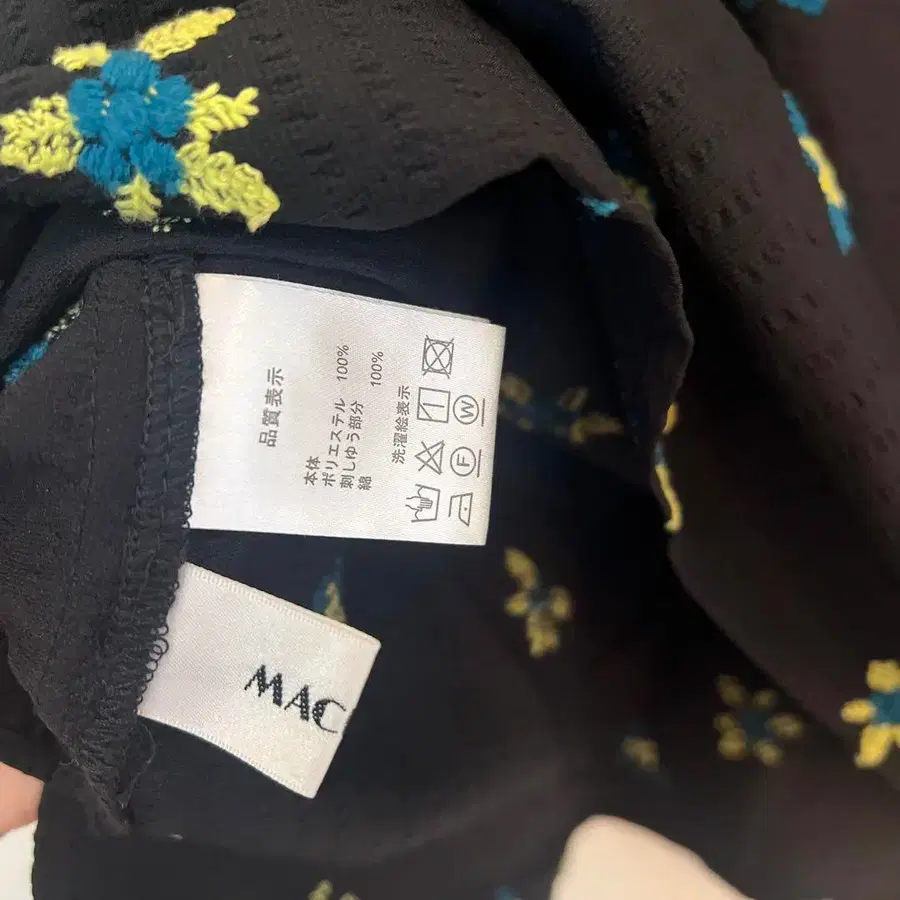 品質表示
本体
ポリエステル 100%
刺しゅう部分
綿 100%
洗濯絵表示
W
F
MAC